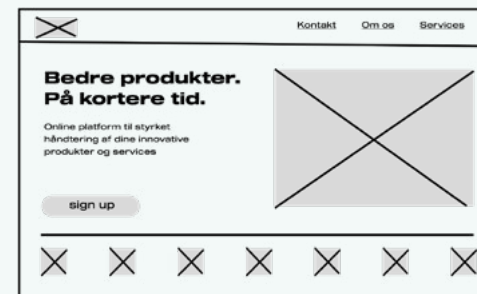 Kontakt
Om os
Services
Bedre produkter.
På kortere tid.
Online platform til styrket
håndtering af dine innovative
produkter og services
sign up